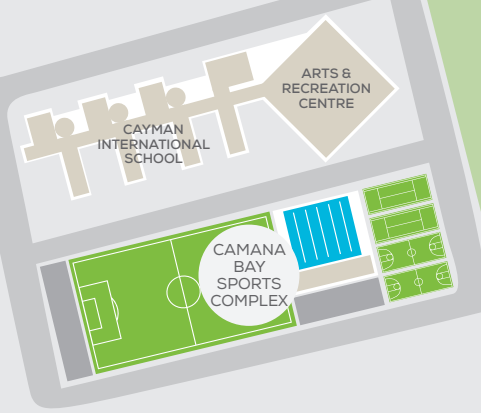 ARTS &
RECREATION
CENTRE
CAYMAN
INTERNATIONAL
SCHOOL
CAMANA
BAY
SPORTS
COMPLEX